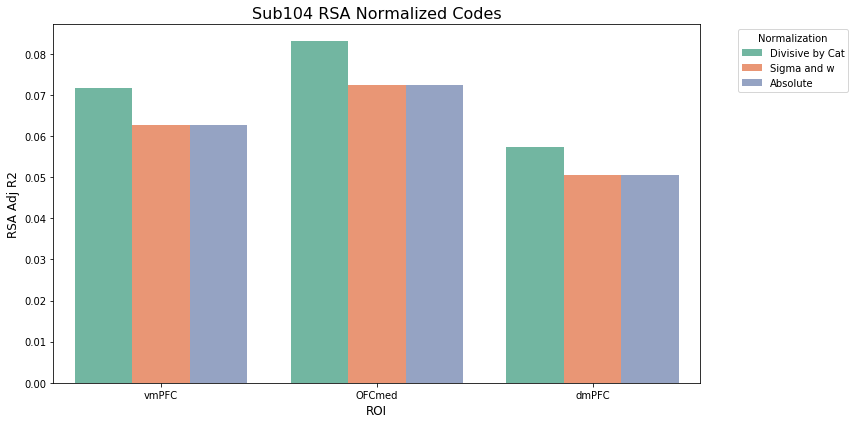 Sub104 RSA Normalized Codes
Normalization
Divisive by Cat
Sigma and w
Absolute
RSA Adj R2
0.08
0.07
0.06
0.05
0.04
0.03
0.02
0.01
0.00
vmPFC OFCmed dmPFC
ROI